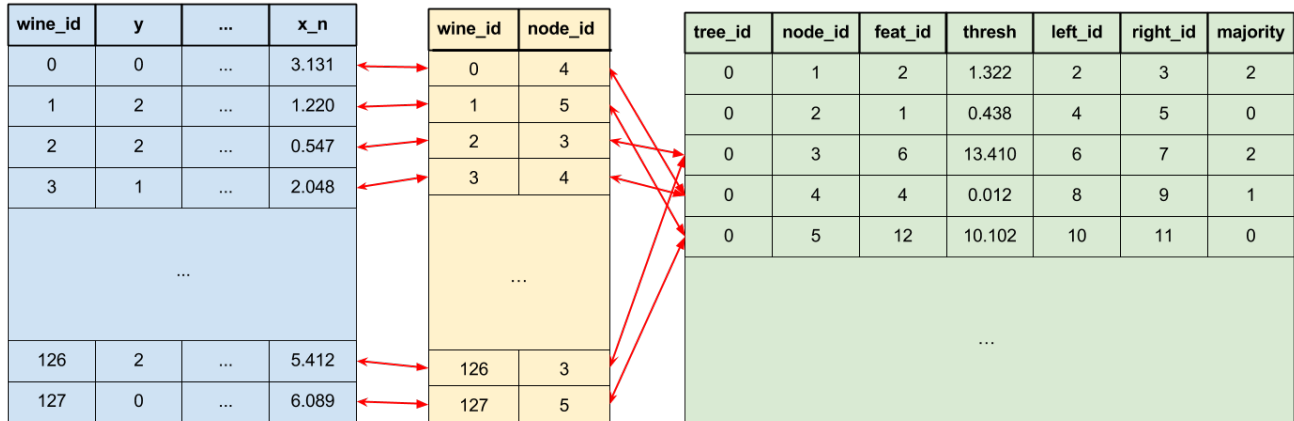 wine_id y ... x_n
0 0 ... 3.131
1 2 ... 1.220
2 2 ... 0.547
3 1 ... 2.048
...
126 2 ... 5.412
127 0 ... 6.089
wine_id node_id
0 4
1 5
2 3
3 4
...
126 3
127 5
tree_id node_id feat_id thresh left_id right_id majority
0 1 2 1.322 2 3 2
0 2 1 0.438 4 5 0
0 3 6 13.410 6 7 2
0 4 4 0.012 8 9 1
0 5 12 10.102 10 11 0
...